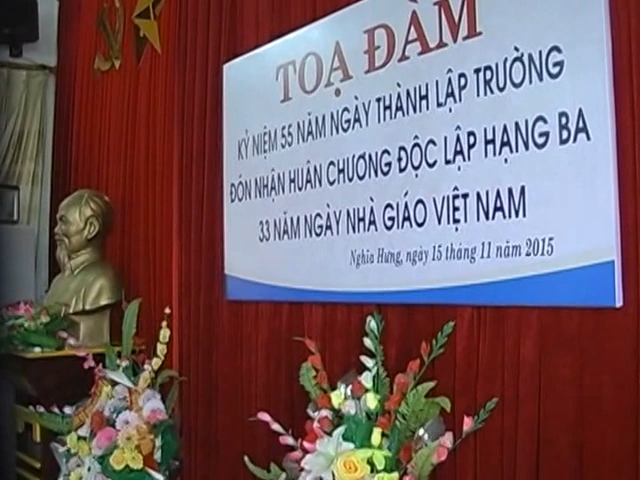 TOẠ ĐÀM
KỶ NIỆM 55 NĂM NGÀY THÀNH LẬP TRƯỜNG
ĐÓN NHẬN HUÂN CHƯƠNG ĐỘC LẬP HẠNG BA
33 NĂM NGÀY NHÀ GIÁO VIỆT NAM
Nghĩa Hưng, ngày 15 tháng 11 năm 2015